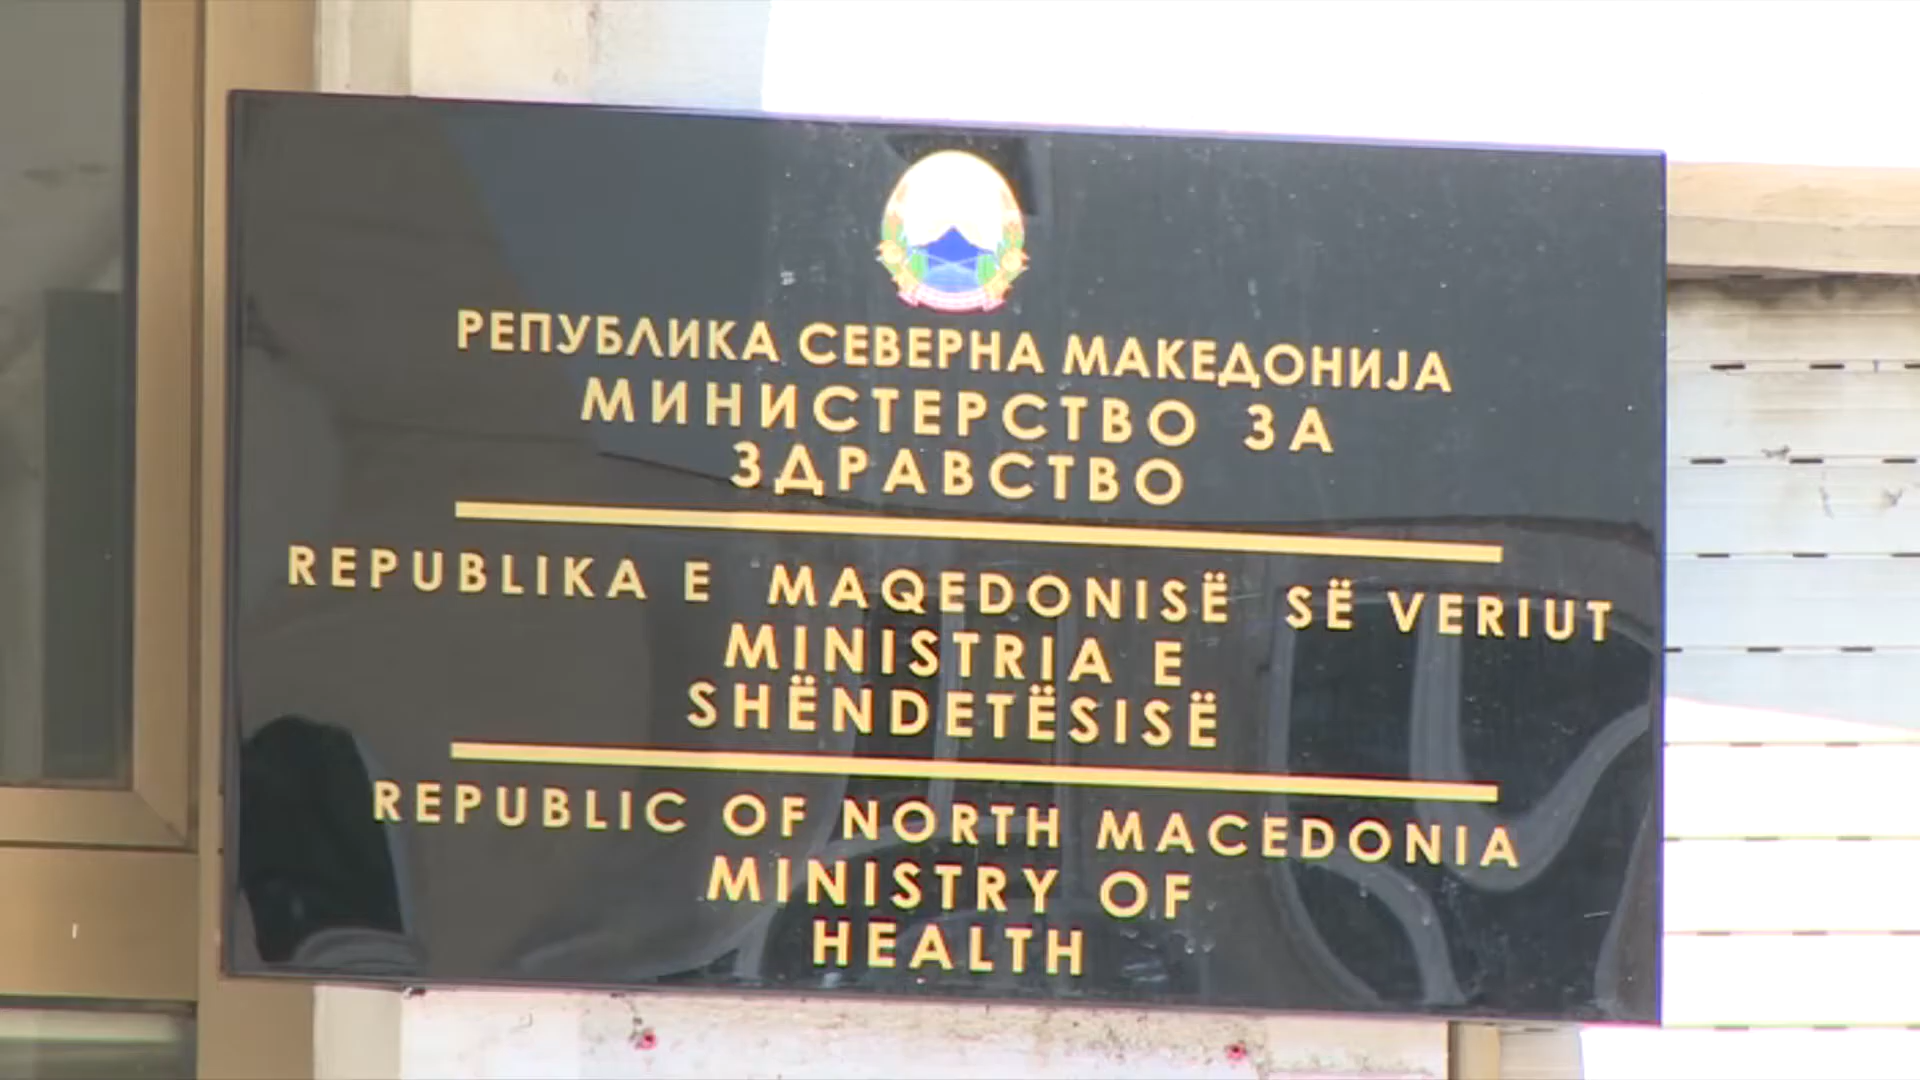 РЕПУБЛИКА СЕВЕРНА МАКЕДОНИЈА
МИНИСТЕРСТВО ЗА
ЗДРАВСТВО
REPUBLIKA E MAQEDONISË SË VERIUT
MINISTRIA E
SHËNDETËSISË
REPUBLIC OF NORTH MACEDONIA
MINISTRY OF
HEALTH